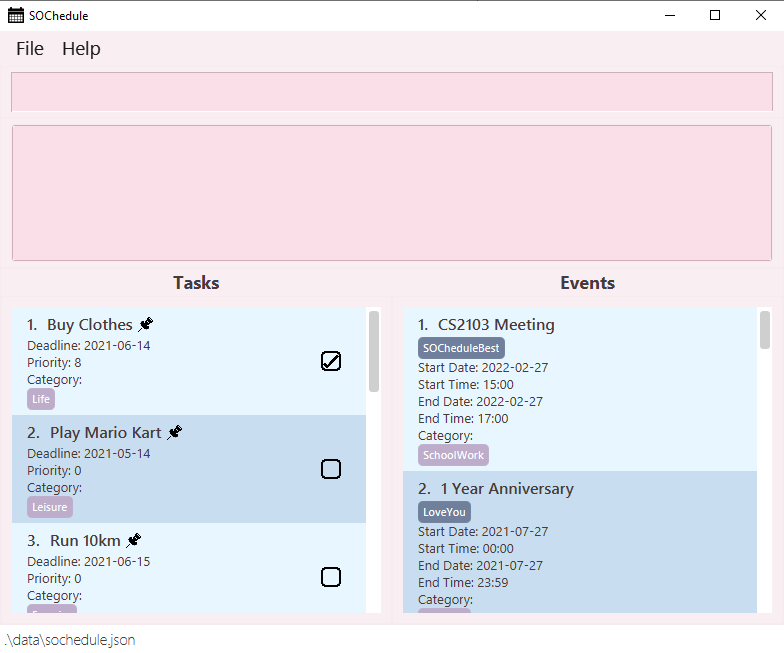 SOChedule
File Help
Tasks
1. Buy Clothes
Deadline: 2021-06-14
Priority: 8
Category:
Life
2. Play Mario Kart
Deadline: 2021-05-14
Priority: 0
Category:
Leisure
3. Run 10km
Deadline: 2021-06-15
Priority: 0
Category:
Events
1. CS2103 Meeting
SOCheduleBest
Start Date: 2022-02-27
Start Time: 15:00
End Date: 2022-02-27
End Time: 17:00
Category:
SchoolWork
2. 1 Year Anniversary
LoveYou
Start Date: 2021-07-27
Start Time: 00:00
End Date: 2021-07-27
End Time: 23:59
Category:
.\data\sochedule.json